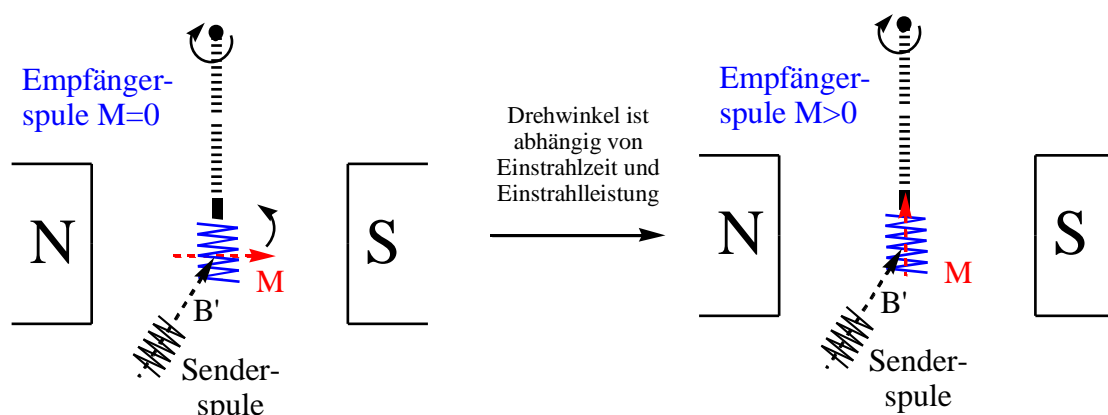 Empfänger-
spule M=0
N
S
M
B'
Sender-
spule
Drehwinkel ist
abhängig von
Einstrahlzeit und
Einstrahlleistung
Empfänger-
spule M>0
N
S
M
B'
Sender-
spule